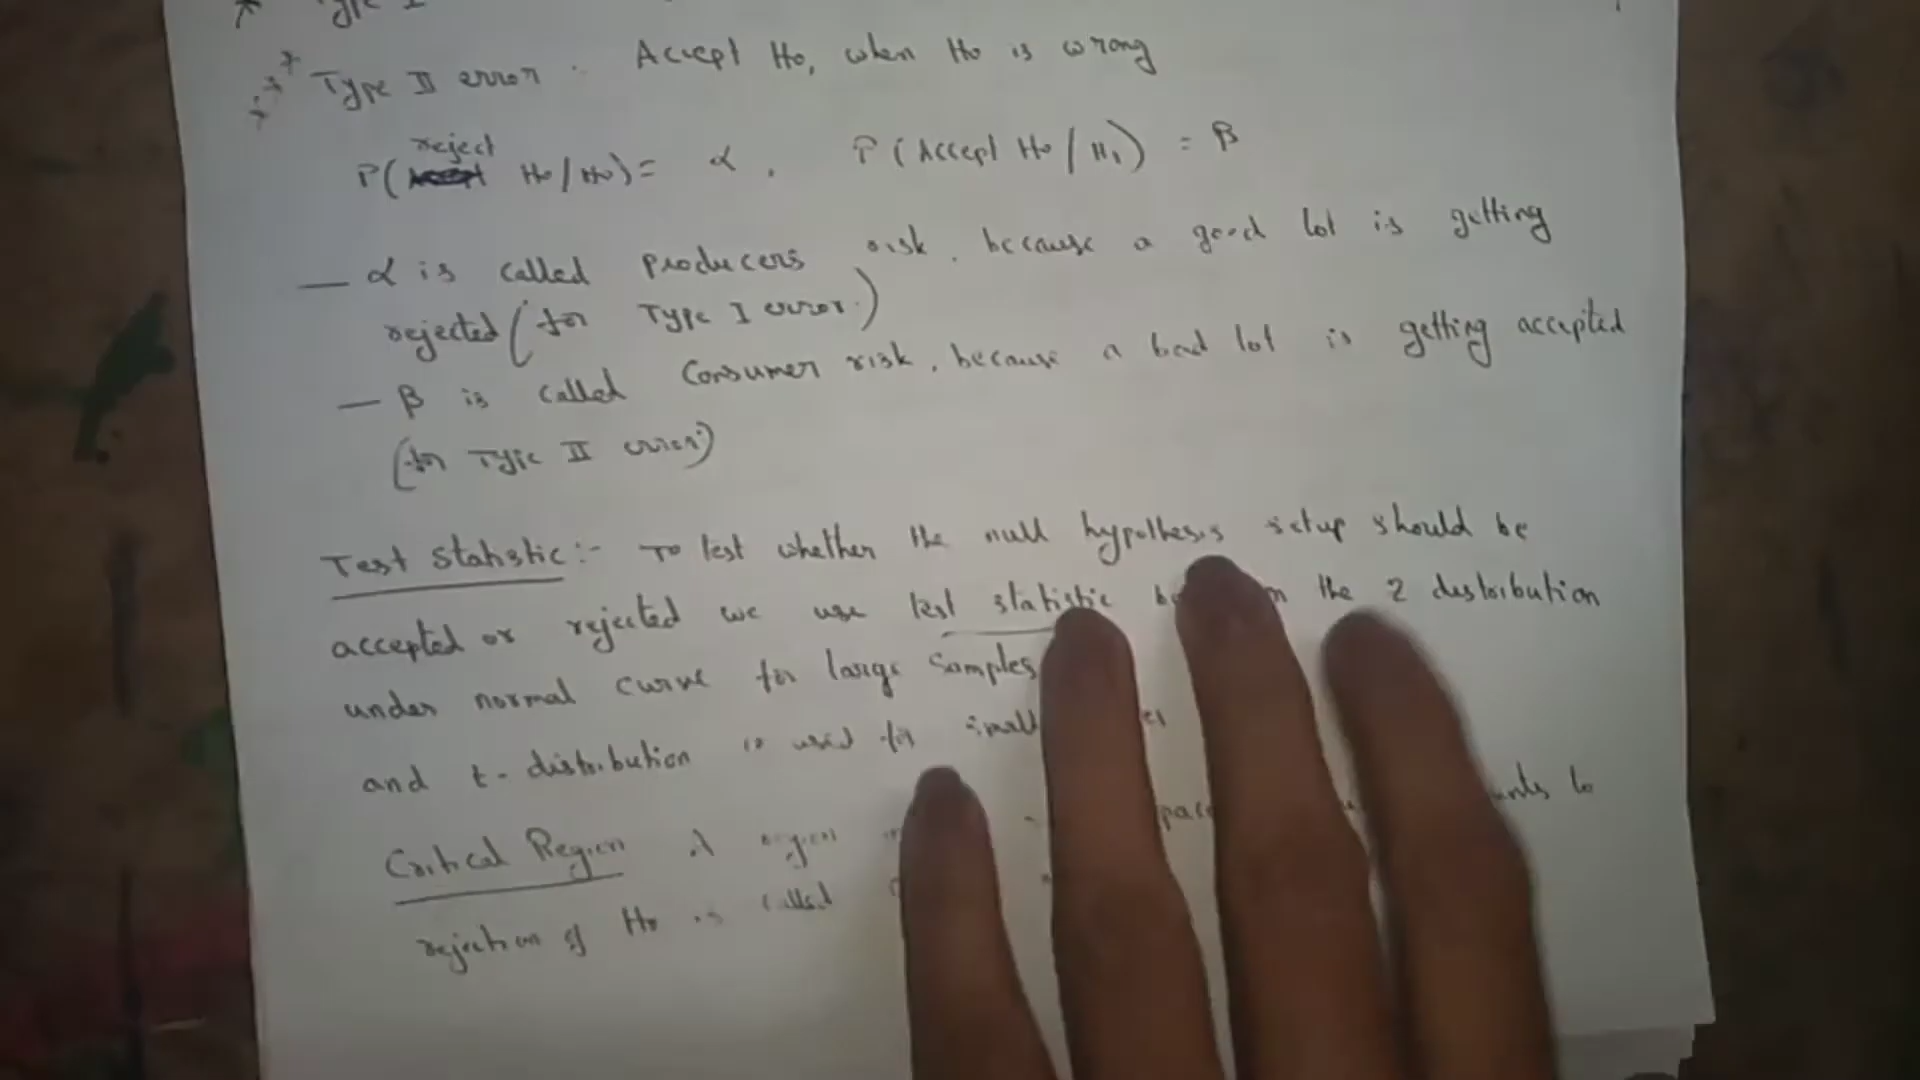 Type I
Type II error : Accept H₀, when H₀ is wrong
reject
P( H₀/H₀) = α , P(Accept H₀/H₁) = β
— α is called producers risk, because a good lot is getting
rejected (for Type I error.)
— β is called Consumer risk, because a bad lot is getting accepted
(for Type II error)
Test Statistic :- To test whether the null hypothesis setup should be
accepted or rejected we use test statistic the Z distribution
under normal curve for large samples
and t-distribution is used for small
Critical Region A region to
rejection of H₀ is called